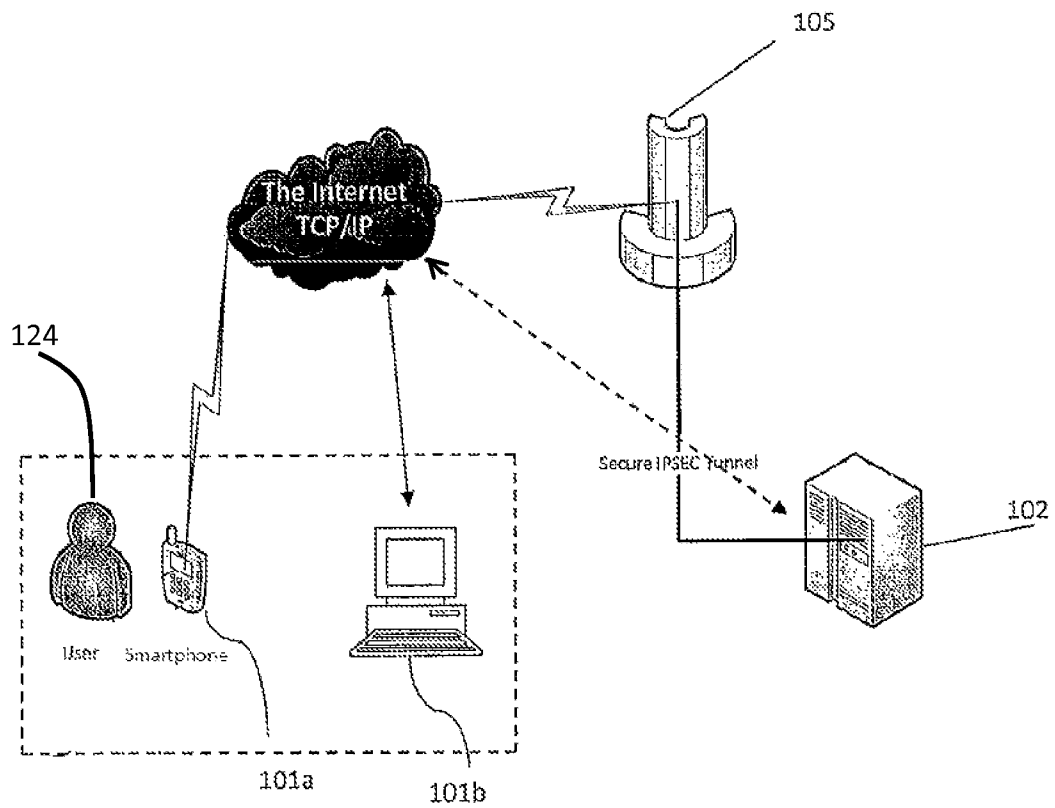 105
The Internet
TCP/IP
124
Secure IPSEC Tunnel
102
User
Smartphone
101a
101b